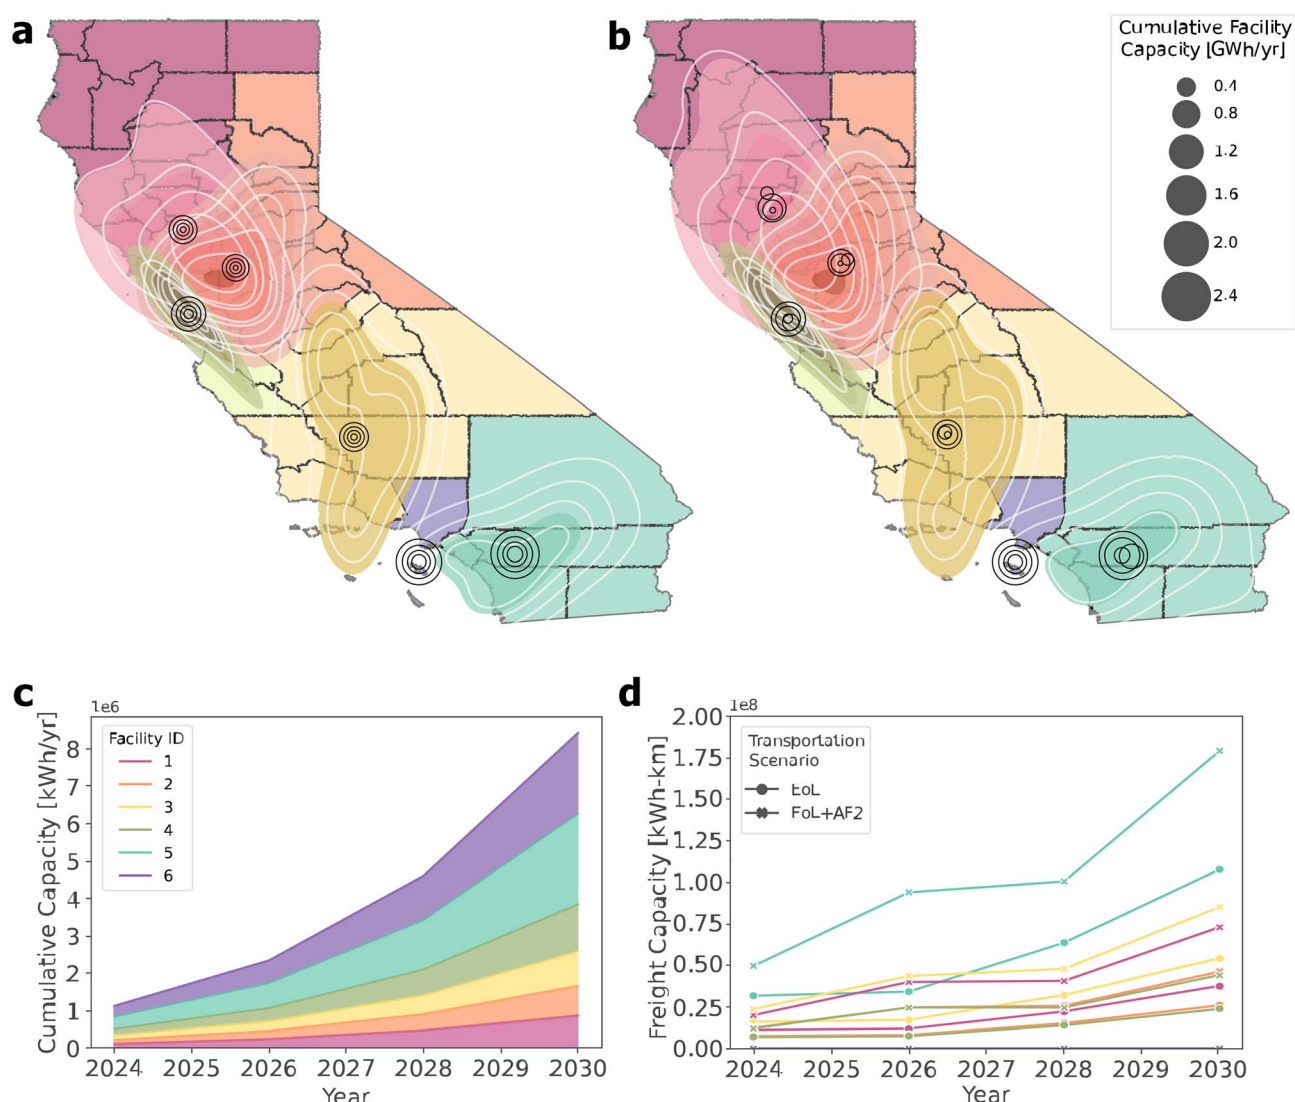 a
b
Cumulative Facility
Capacity [GWh/yr]
0.4
0.8
1.2
1.6
2.0
2.4
c
1e6
Cumulative Capacity [kWh/yr]
8
7
6
5
4
3
2
1
0
Facility ID
1
2
3
4
5
6
2024 2025 2026 2027 2028 2029 2030
Year
d
1e8
Freight Capacity [kWh-km]
2.00
1.75
1.50
1.25
1.00
0.75
0.50
0.25
0.00
Transportation
Scenario
EoL
EoL+AF2
2024 2025 2026 2027 2028 2029 2030
Year